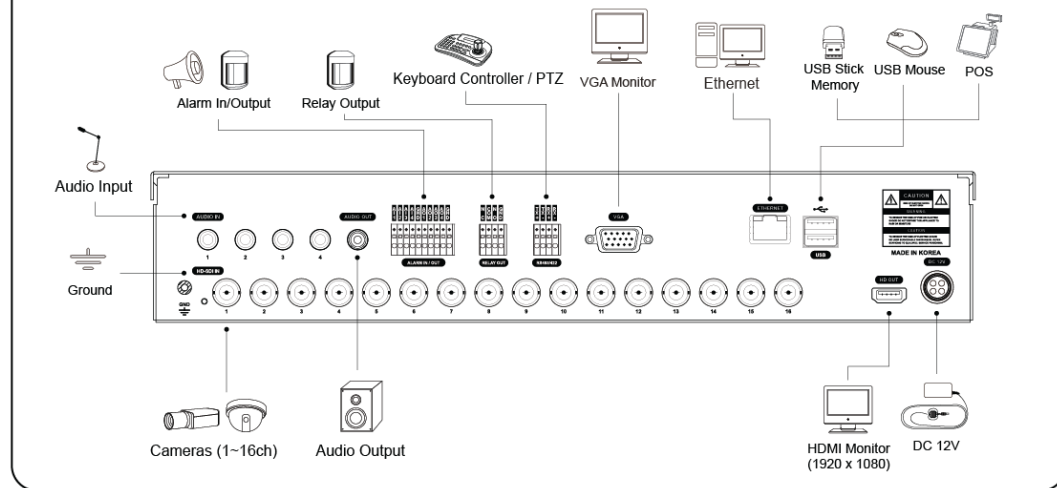 Alarm In/Output
Relay Output
Keyboard Controller / PTZ
VGA Monitor
Ethernet
USB Stick
Memory
USB Mouse
POS
Audio Input
Ground
AUDIO IN
1
2
3
4
AUDIO OUT
ALARM IN / OUT
RELAY OUT
VGA
ETHERNET
USB
CAUTION
WARNING
CAUTION
MADE IN KOREA
DC 12V
HD-SDI IN
GND
1
2
3
4
5
6
7
8
9
10
11
12
13
14
15
16
HD OUT
Cameras (1~16ch)
Audio Output
HDMI Monitor
(1920 x 1080)
DC 12V